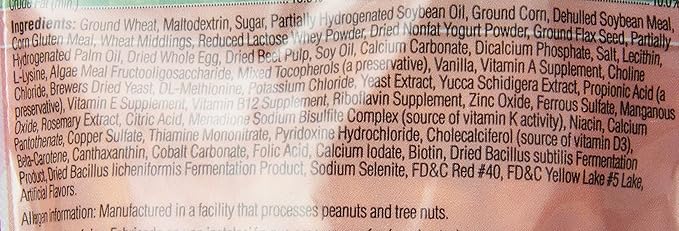 Crude Fat (min.)
Ingredients: Ground Wheat, Maltodextrin, Sugar, Partially Hydrogenated Soybean Oil, Ground Corn, Dehulled Soybean Meal,
Corn Gluten Meal, Wheat Middlings, Reduced Lactose Whey Powder, Dried Nonfat Yogurt Powder, Ground Flax Seed, Partially
Hydrogenated Palm Oil, Dried Whole Egg, Dried Beet Pulp, Soy Oil, Calcium Carbonate, Dicalcium Phosphate, Salt, Lecithin,
L-Lysine, Algae Meal Fructooligosaccharide, Mixed Tocopherols (a preservative), Vanilla, Vitamin A Supplement, Choline
Chloride, Brewers Dried Yeast, DL-Methionine, Potassium Chloride, Yeast Extract, Yucca Schidigera Extract, Propionic Acid (a
preservative), Vitamin E Supplement, Vitamin B12 Supplement, Riboflavin Supplement, Zinc Oxide, Ferrous Sulfate, Manganous
Oxide, Rosemary Extract, Citric Acid, Menadione Sodium Bisulfite Complex (source of vitamin K activity), Niacin, Calcium
Pantothenate, Copper Sulfate, Thiamine Mononitrate, Pyridoxine Hydrochloride, Cholecalciferol (source of vitamin D3),
Beta-Carotene, Canthaxanthin, Cobalt Carbonate, Folic Acid, Calcium Iodate, Biotin, Dried Bacillus subtilis Fermentation
Product, Dried Bacillus licheniformis Fermentation Product, Sodium Selenite, FD&C Red #40, FD&C Yellow Lake #5 Lake,
Artificial Flavors.
Allergen information: Manufactured in a facility that processes peanuts and tree nuts.